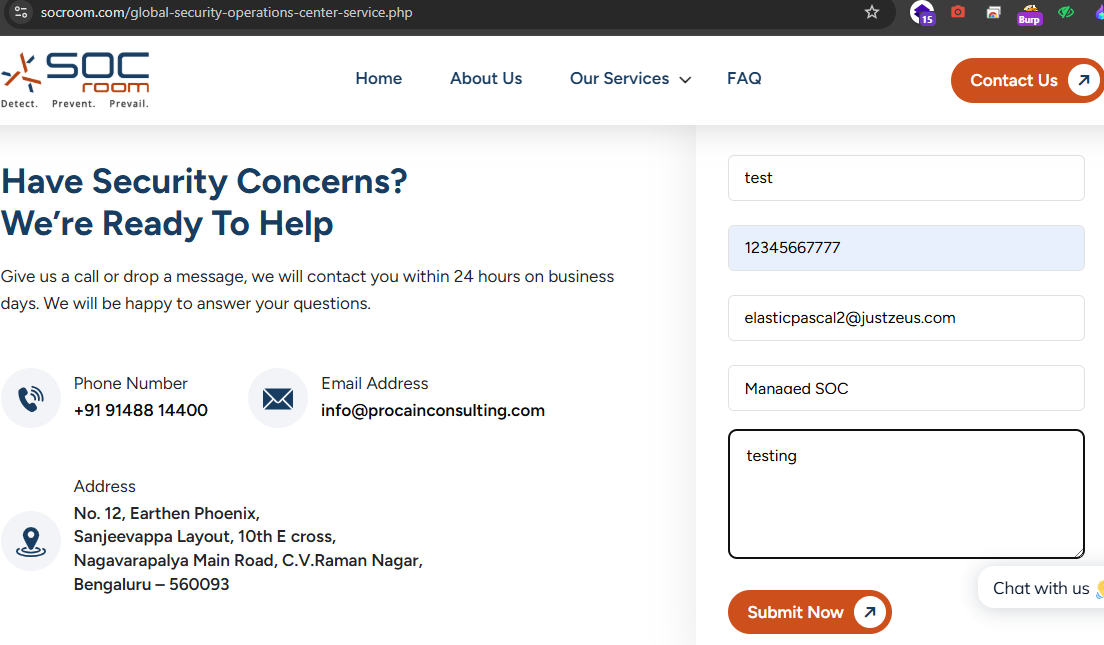 socroom.com/global-security-operations-center-service.php
15
Burp
SOC
room
Detect. Prevent. Prevail.
Home
About Us
Our Services
FAQ
Contact Us
Have Security Concerns?
We’re Ready To Help
Give us a call or drop a message, we will contact you within 24 hours on business
days. We will be happy to answer your questions.
Phone Number
+91 91488 14400
Email Address
info@procainconsulting.com
Address
No. 12, Earthen Phoenix,
Sanjeevappa Layout, 10th E cross,
Nagavarapalya Main Road, C.V.Raman Nagar,
Bengaluru – 560093
test
12345667777
elasticpascal2@justzeus.com
Managed SOC
testing
Submit Now
Chat with us